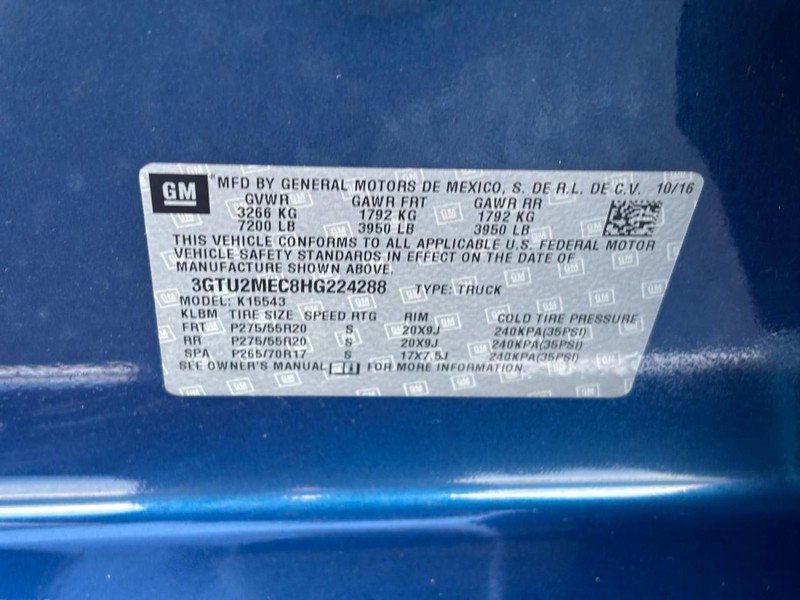 GM
MFD BY GENERAL MOTORS DE MEXICO, S. DE R.L. DE C.V. 10/16
GVWR GAWR FRT GAWR RR
3266 KG 1792 KG 1792 KG
7200 LB 3950 LB 3950 LB
THIS VEHICLE CONFORMS TO ALL APPLICABLE U.S. FEDERAL MOTOR
VEHICLE SAFETY STANDARDS IN EFFECT ON THE DATE OF
MANUFACTURE SHOWN ABOVE.
3GTU2MEC8HG224288 TYPE: TRUCK
MODEL: K15543
KLBM TIRE SIZE SPEED RTG RIM COLD TIRE PRESSURE
FRT P275/55R20 S 20X9J 240KPA(35PSI)
RR P275/55R20 S 20X9J 240KPA(35PSI)
SPA P265/70R17 S 17X7.5J 240KPA(35PSI)
SEE OWNER'S MANUAL FOR MORE INFORMATION.